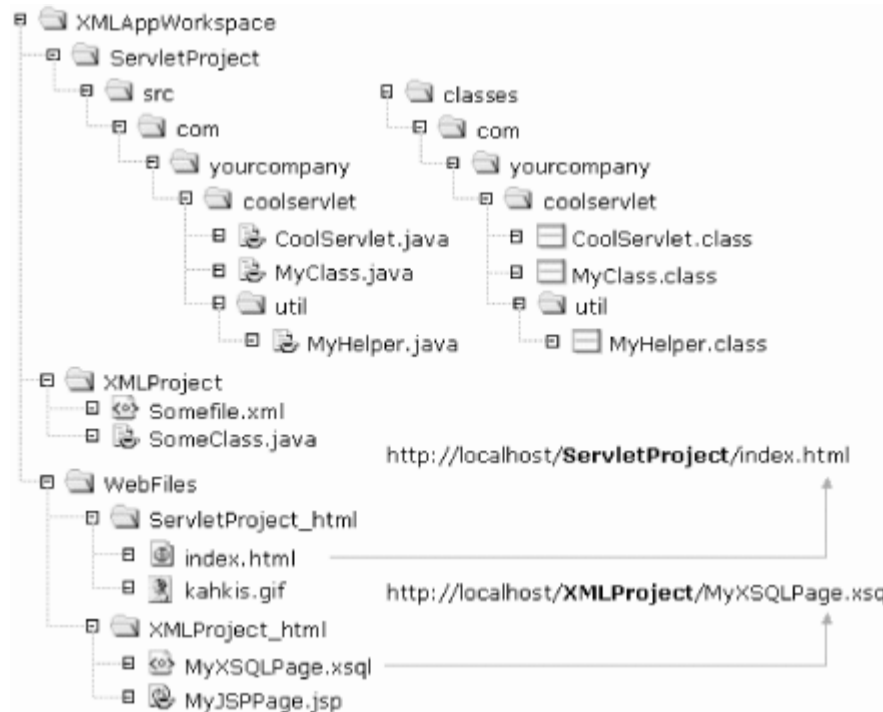 XMLAppWorkspace
ServletProject
src
classes
com
com
yourcompany
yourcompany
coolservlet
coolservlet
CoolServlet.java
CoolServlet.class
MyClass.java
MyClass.class
util
util
MyHelper.java
MyHelper.class
XMLProject
Somefile.xml
SomeClass.java
http://localhost/ServletProject/index.html
WebFiles
ServletProject_html
index.html
kahkis.gif
http://localhost/XMLProject/MyXSQLPage.xsq
XMLProject_html
MyXSQLPage.xsql
MyJSPPage.jsp